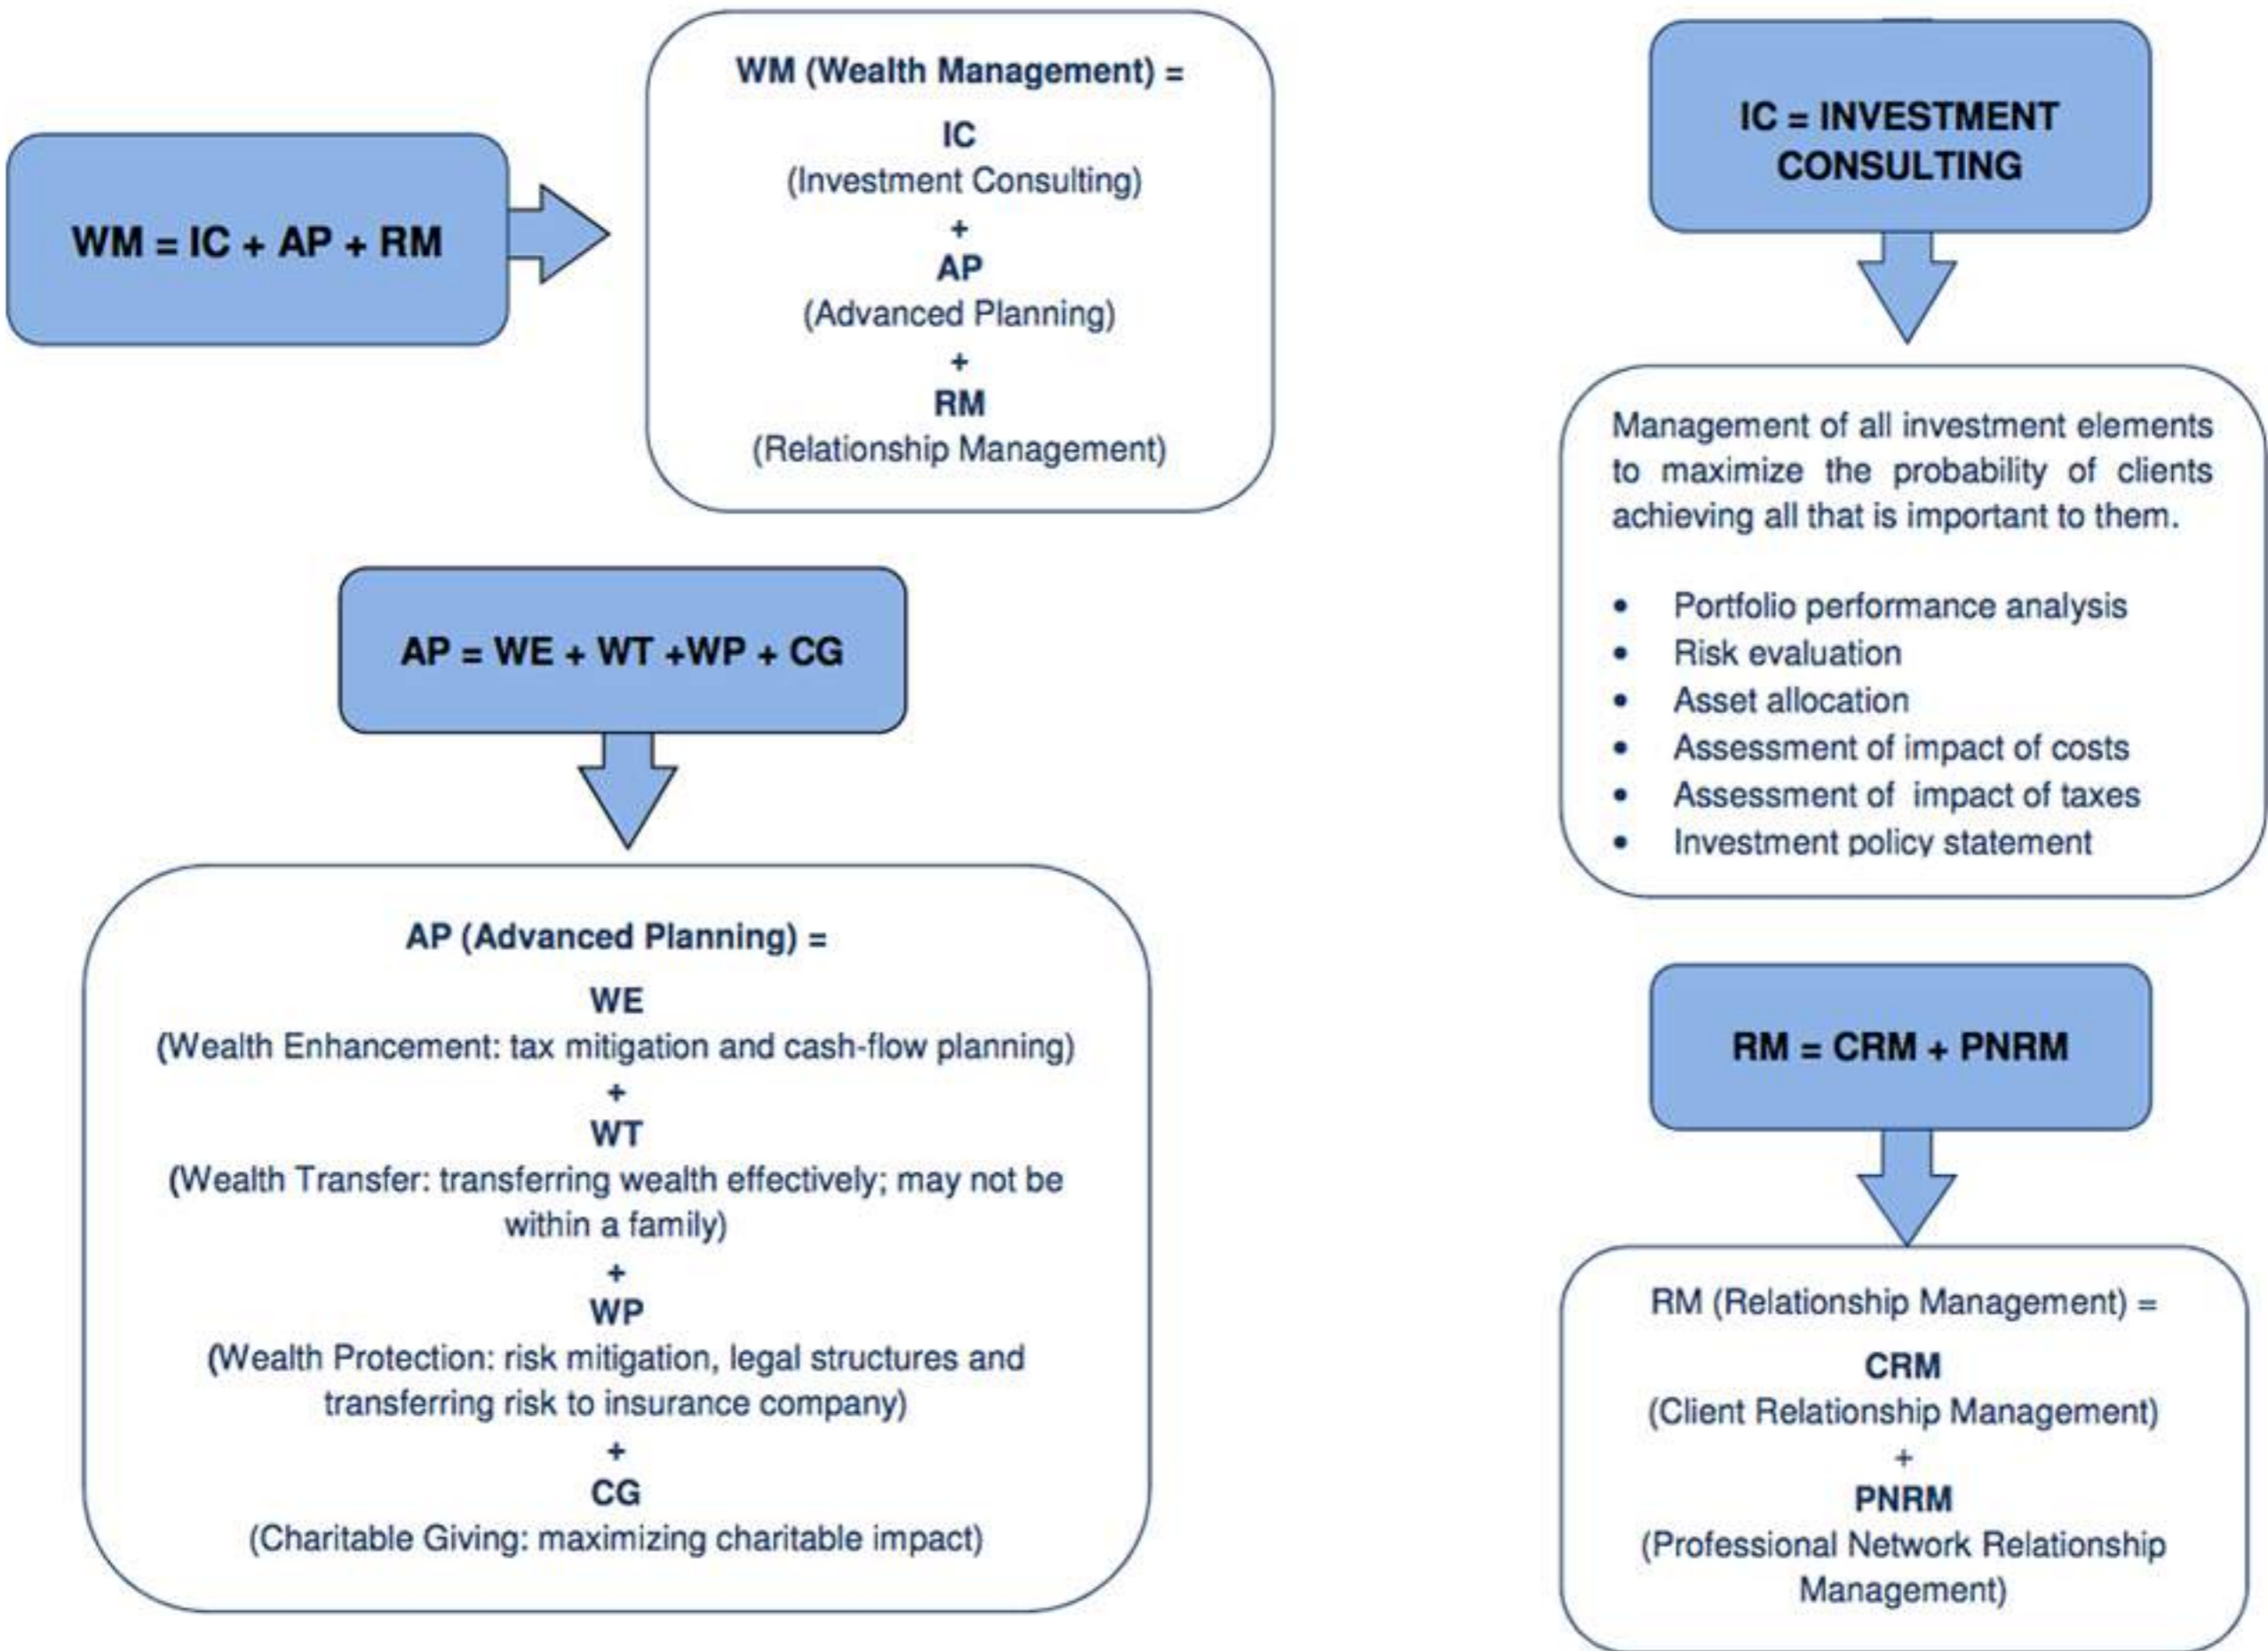 WM = IC + AP + RM
WM (Wealth Management) =
IC
(Investment Consulting)
+
AP
(Advanced Planning)
+
RM
(Relationship Management)
AP = WE + WT +WP + CG
AP (Advanced Planning) =
WE
(Wealth Enhancement: tax mitigation and cash-flow planning)
+
WT
(Wealth Transfer: transferring wealth effectively; may not be
within a family)
+
WP
(Wealth Protection: risk mitigation, legal structures and
transferring risk to insurance company)
+
CG
(Charitable Giving: maximizing charitable impact)
IC = INVESTMENT
CONSULTING
Management of all investment elements
to maximize the probability of clients
achieving all that is important to them.
• Portfolio performance analysis
• Risk evaluation
• Asset allocation
• Assessment of impact of costs
• Assessment of impact of taxes
• Investment policy statement
RM = CRM + PNRM
RM (Relationship Management) =
CRM
(Client Relationship Management)
+
PNRM
(Professional Network Relationship
Management)